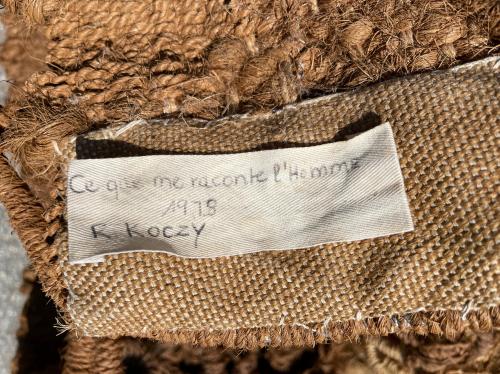 Ce que me raconte l'Homme
1978
R. Koczy